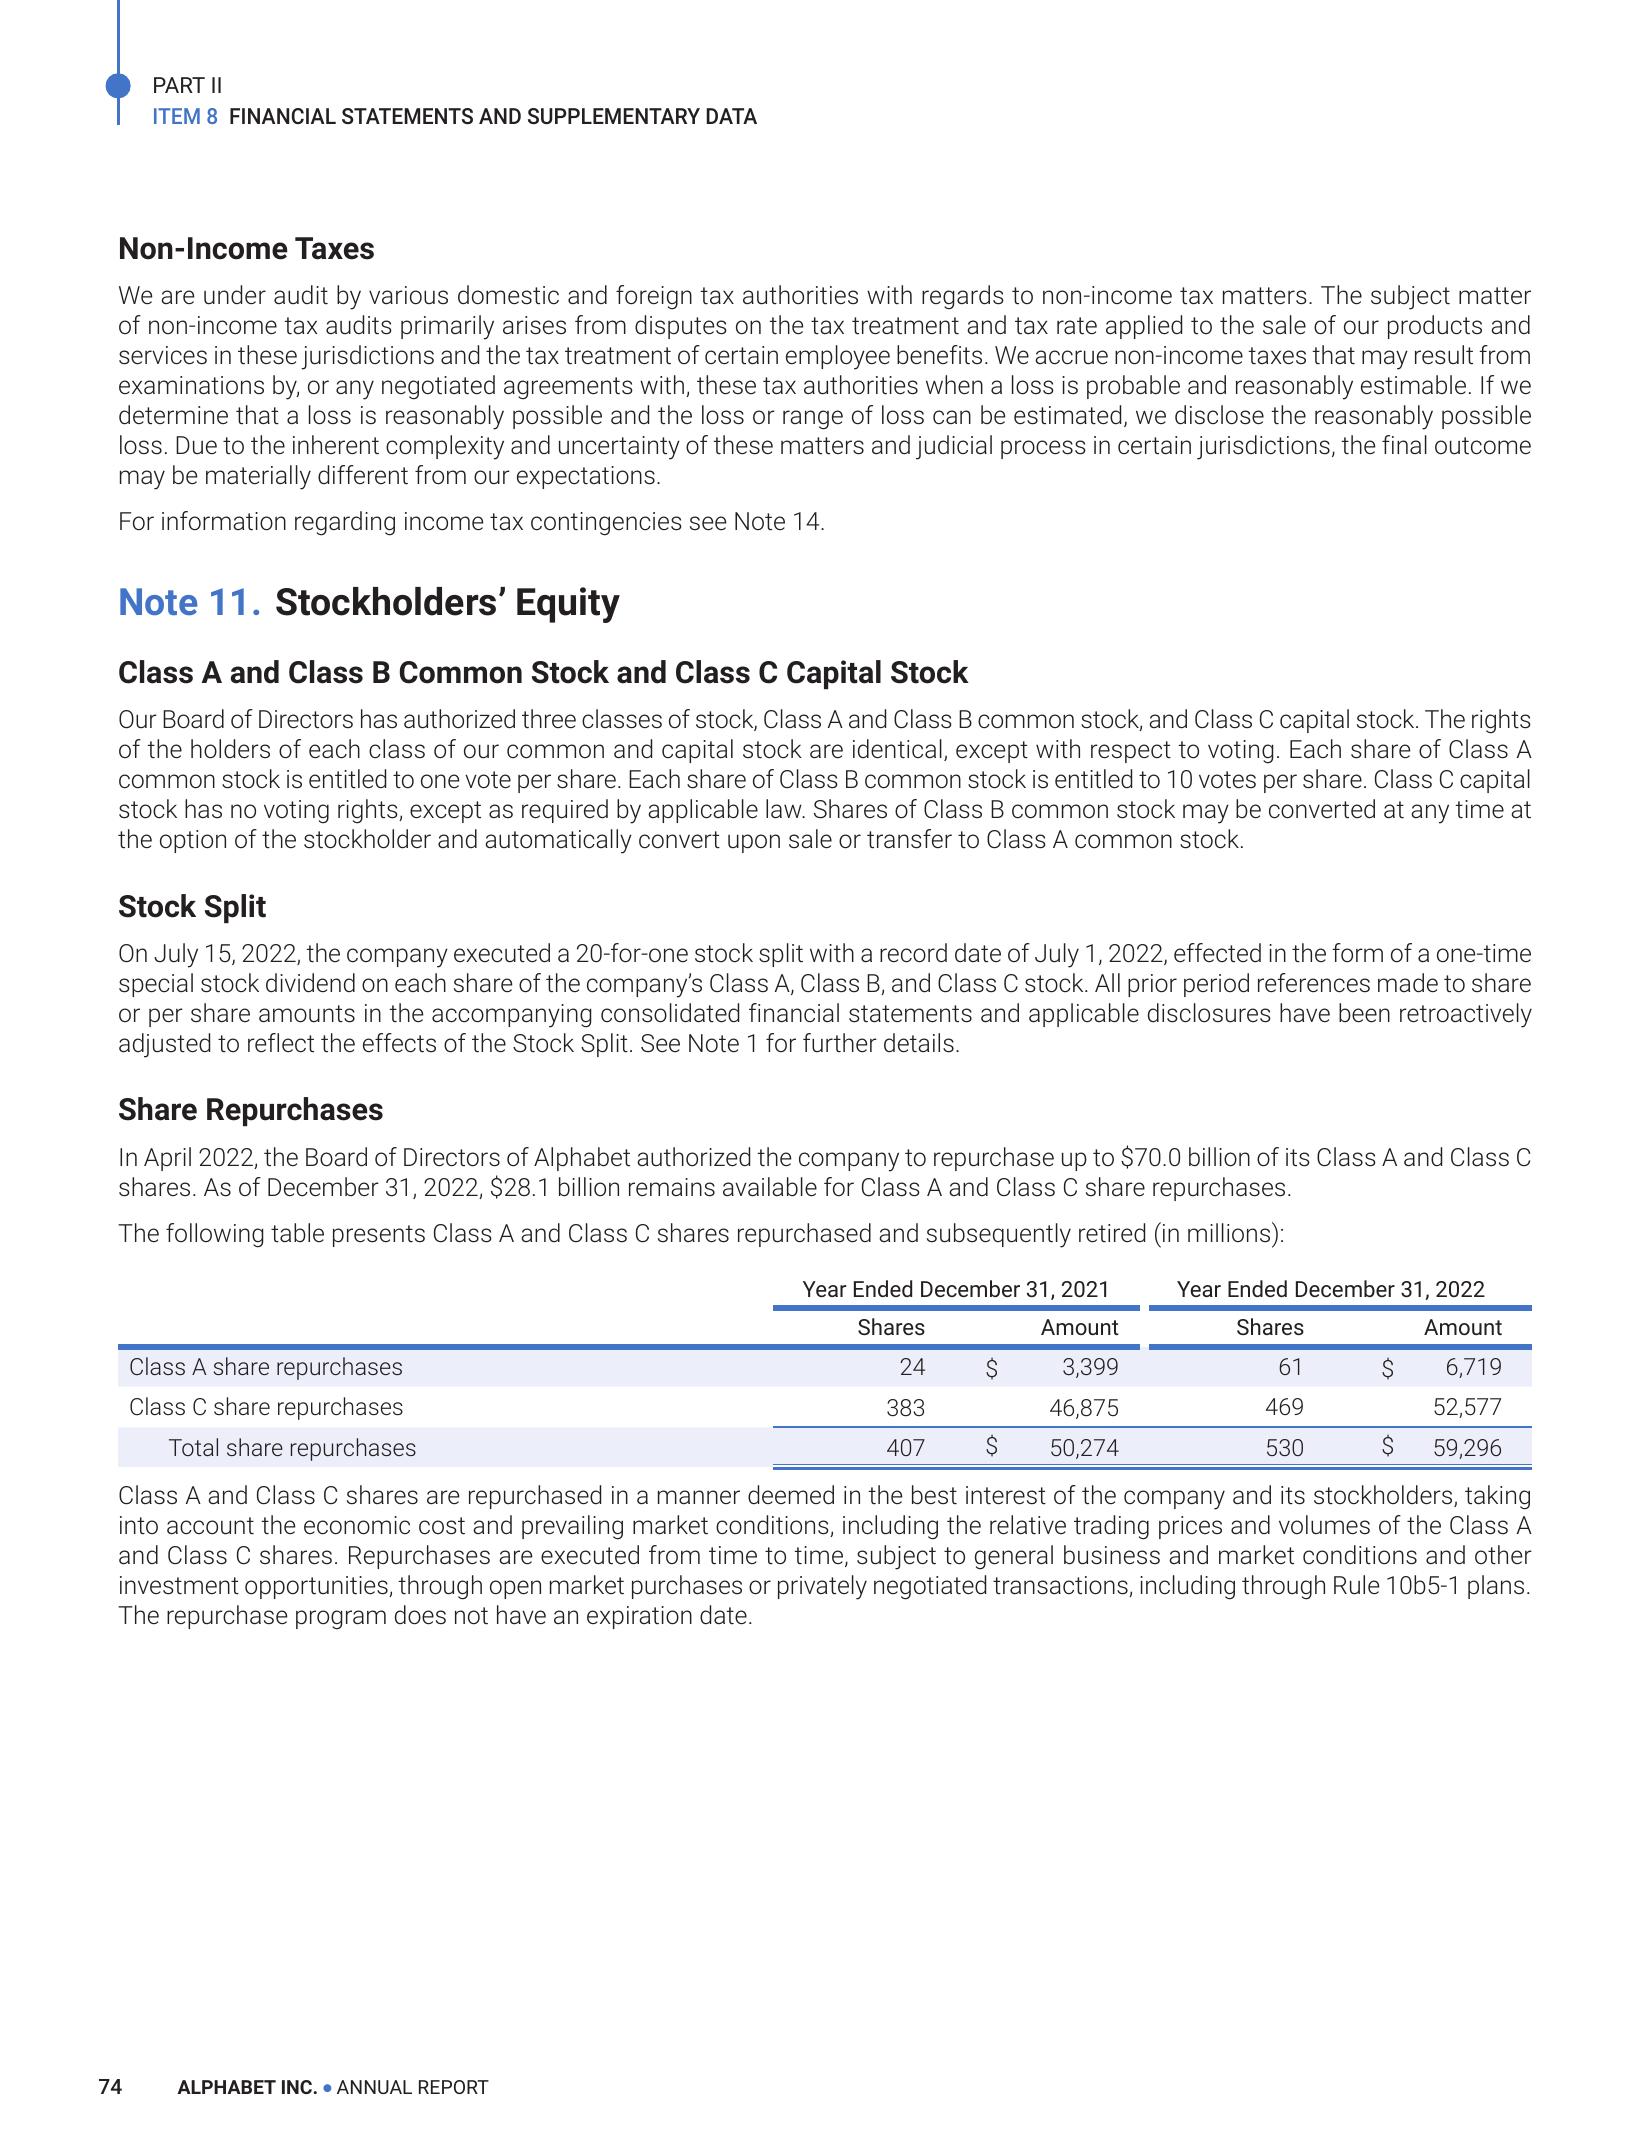 PART II
ITEM 8 FINANCIAL STATEMENTS AND SUPPLEMENTARY DATA
Non-Income Taxes
We are under audit by various domestic and foreign tax authorities with regards to non-income tax matters. The subject matter
of non-income tax audits primarily arises from disputes on the tax treatment and tax rate applied to the sale of our products and
services in these jurisdictions and the tax treatment of certain employee benefits. We accrue non-income taxes that may result from
examinations by, or any negotiated agreements with, these tax authorities when a loss is probable and reasonably estimable. If we
determine that a loss is reasonably possible and the loss or range of loss can be estimated, we disclose the reasonably possible
loss. Due to the inherent complexity and uncertainty of these matters and judicial process in certain jurisdictions, the final outcome
may be materially different from our expectations.
For information regarding income tax contingencies see Note 14.
Note 11. Stockholders’ Equity
Class A and Class B Common Stock and Class C Capital Stock
Our Board of Directors has authorized three classes of stock, Class A and Class B common stock, and Class C capital stock. The rights
of the holders of each class of our common and capital stock are identical, except with respect to voting. Each share of Class A
common stock is entitled to one vote per share. Each share of Class B common stock is entitled to 10 votes per share. Class C capital
stock has no voting rights, except as required by applicable law. Shares of Class B common stock may be converted at any time at
the option of the stockholder and automatically convert upon sale or transfer to Class A common stock.
Stock Split
On July 15, 2022, the company executed a 20-for-one stock split with a record date of July 1, 2022, effected in the form of a one-time
special stock dividend on each share of the company’s Class A, Class B, and Class C stock. All prior period references made to share
or per share amounts in the accompanying consolidated financial statements and applicable disclosures have been retroactively
adjusted to reflect the effects of the Stock Split. See Note 1 for further details.
Share Repurchases
In April 2022, the Board of Directors of Alphabet authorized the company to repurchase up to $70.0 billion of its Class A and Class C
shares. As of December 31, 2022, $28.1 billion remains available for Class A and Class C share repurchases.
The following table presents Class A and Class C shares repurchased and subsequently retired (in millions):
Year Ended December 31, 2021 Year Ended December 31, 2022
Shares Amount Shares Amount
Class A share repurchases 24 $ 3,399 61 $ 6,719
Class C share repurchases 383 46,875 469 52,577
Total share repurchases 407 $ 50,274 530 $ 59,296
Class A and Class C shares are repurchased in a manner deemed in the best interest of the company and its stockholders, taking
into account the economic cost and prevailing market conditions, including the relative trading prices and volumes of the Class A
and Class C shares. Repurchases are executed from time to time, subject to general business and market conditions and other
investment opportunities, through open market purchases or privately negotiated transactions, including through Rule 10b5-1 plans.
The repurchase program does not have an expiration date.
74 ALPHABET INC. • ANNUAL REPORT